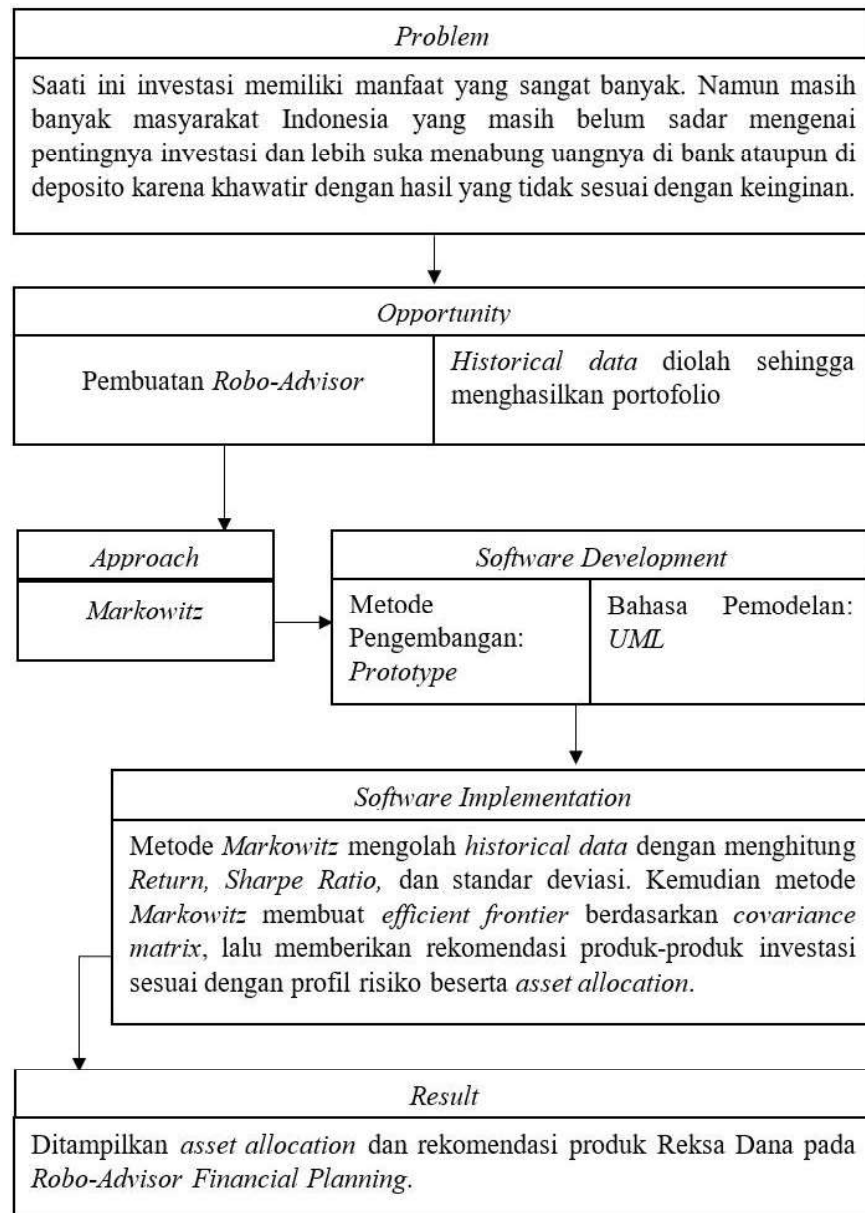 Problem
Saati ini investasi memiliki manfaat yang sangat banyak. Namun masih
banyak masyarakat Indonesia yang masih belum sadar mengenai
pentingnya investasi dan lebih suka menabung uangnya di bank ataupun di
deposito karena khawatir dengan hasil yang tidak sesuai dengan keinginan.
Opportunity
Pembuatan Robo-Advisor
Historical data diolah sehingga
menghasilkan portofolio
Approach
Markowitz
Software Development
Metode
Pengembangan:
Prototype
Bahasa Pemodelan:
UML
Software Implementation
Metode Markowitz mengolah historical data dengan menghitung
Return, Sharpe Ratio, dan standar deviasi. Kemudian metode
Markowitz membuat efficient frontier berdasarkan covariance
matrix, lalu memberikan rekomendasi produk-produk investasi
sesuai dengan profil risiko beserta asset allocation.
Result
Ditampilkan asset allocation dan rekomendasi produk Reksa Dana pada
Robo-Advisor Financial Planning.